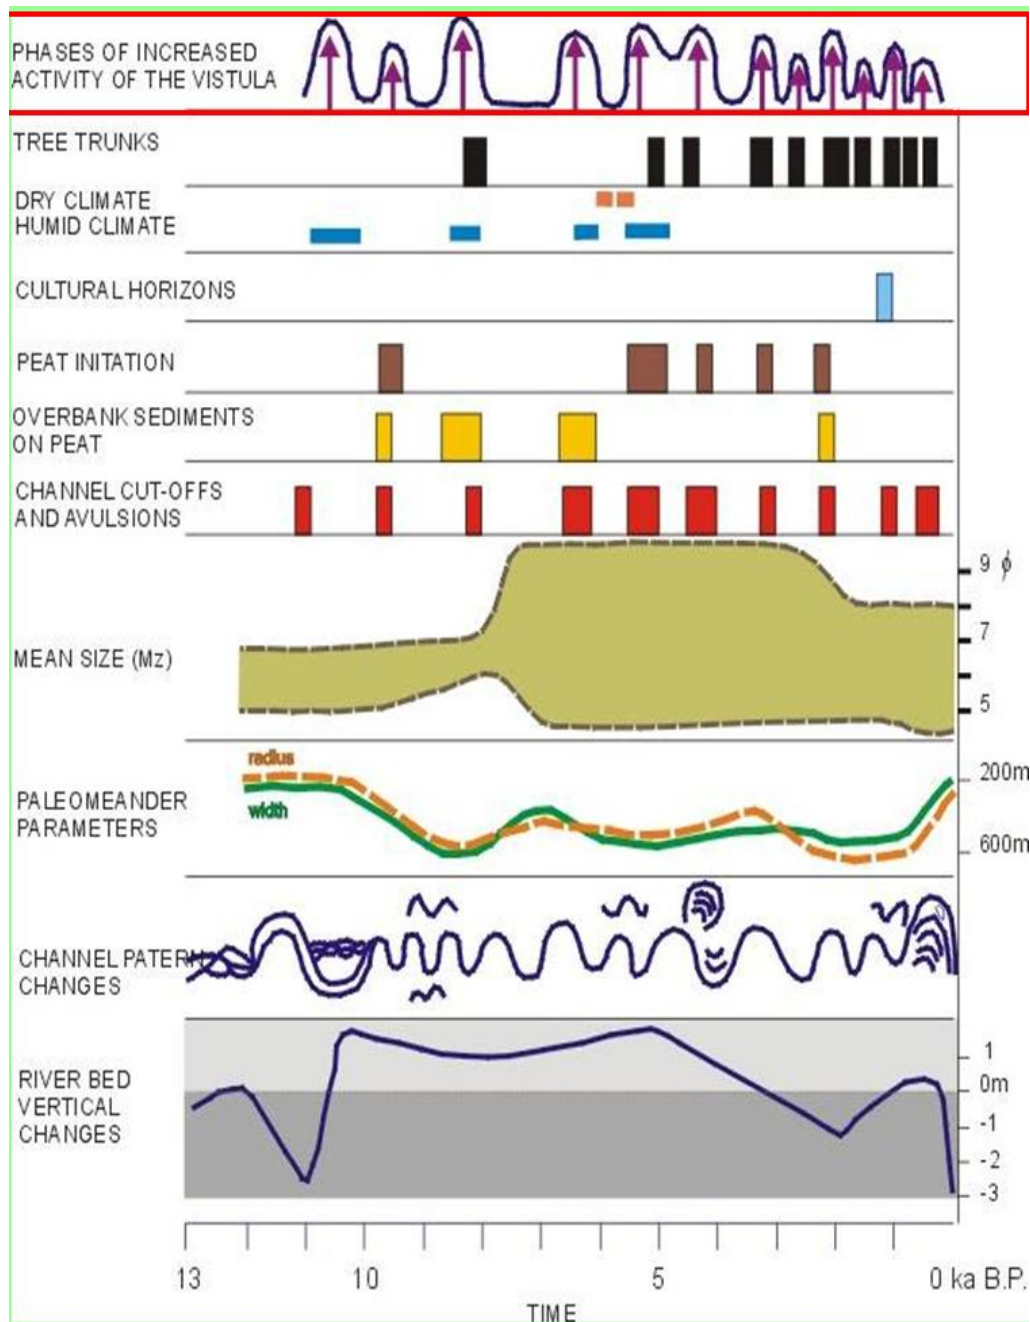 PHASES OF INCREASED
ACTIVITY OF THE VISTULA
TREE TRUNKS
DRY CLIMATE
HUMID CLIMATE
CULTURAL HORIZONS
PEAT INITATION
OVERBANK SEDIMENTS
ON PEAT
CHANNEL CUT-OFFS
AND AVULSIONS
9 ϕ
7
MEAN SIZE (Mz)
5
radius
200m
width
PALEOMEANDER
PARAMETERS
600m
CHANNEL PATERN
CHANGES
1
RIVER BED
0m
VERTICAL
CHANGES
-1
-2
-3
13 10 5 0 ka B.P.
TIME